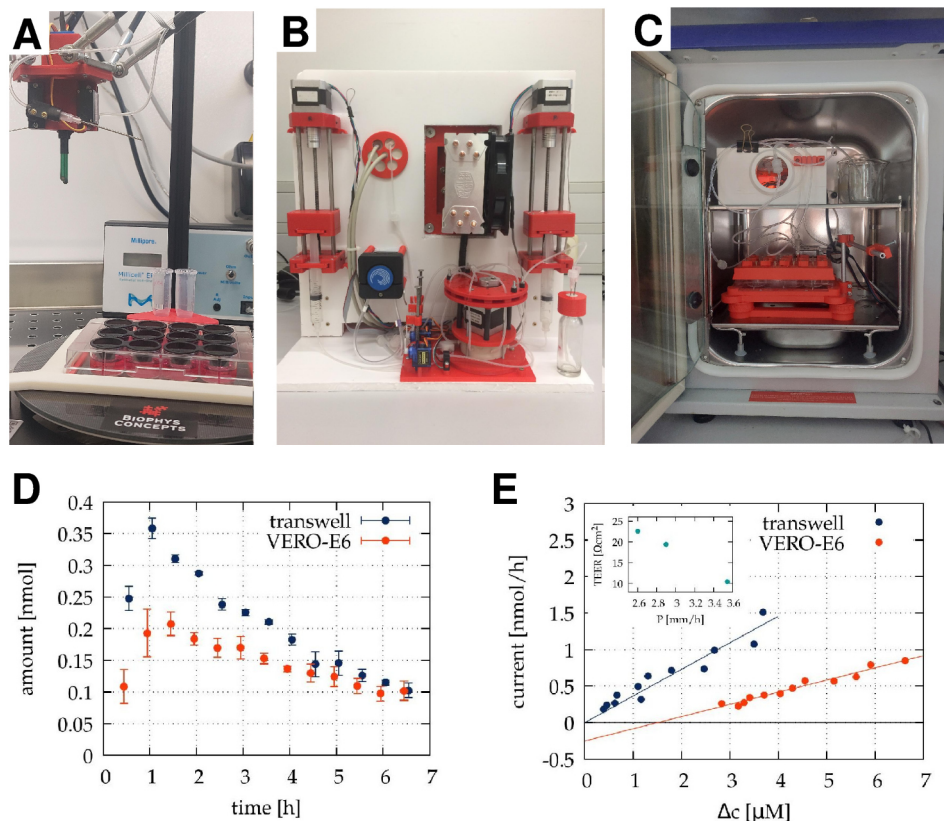 A
B
C
Millipore
Millicell® E
BIOPHYS
CONCEPTS
D
amount [nmol]
0.4
0.35
0.3
0.25
0.2
0.15
0.1
0.05
0
0 1 2 3 4 5 6 7
time [h]
transwell
VERO-E6
E
current [nmol/h]
3
2.5
2
1.5
1
0.5
0
-0.5
0 1 2 3 4 5 6 7
Δc [µM]
transwell
VERO-E6
TEER [Ωcm²]
25
20
15
10
2.6 2.8 3 3.2 3.4 3.6
P [mm/h]